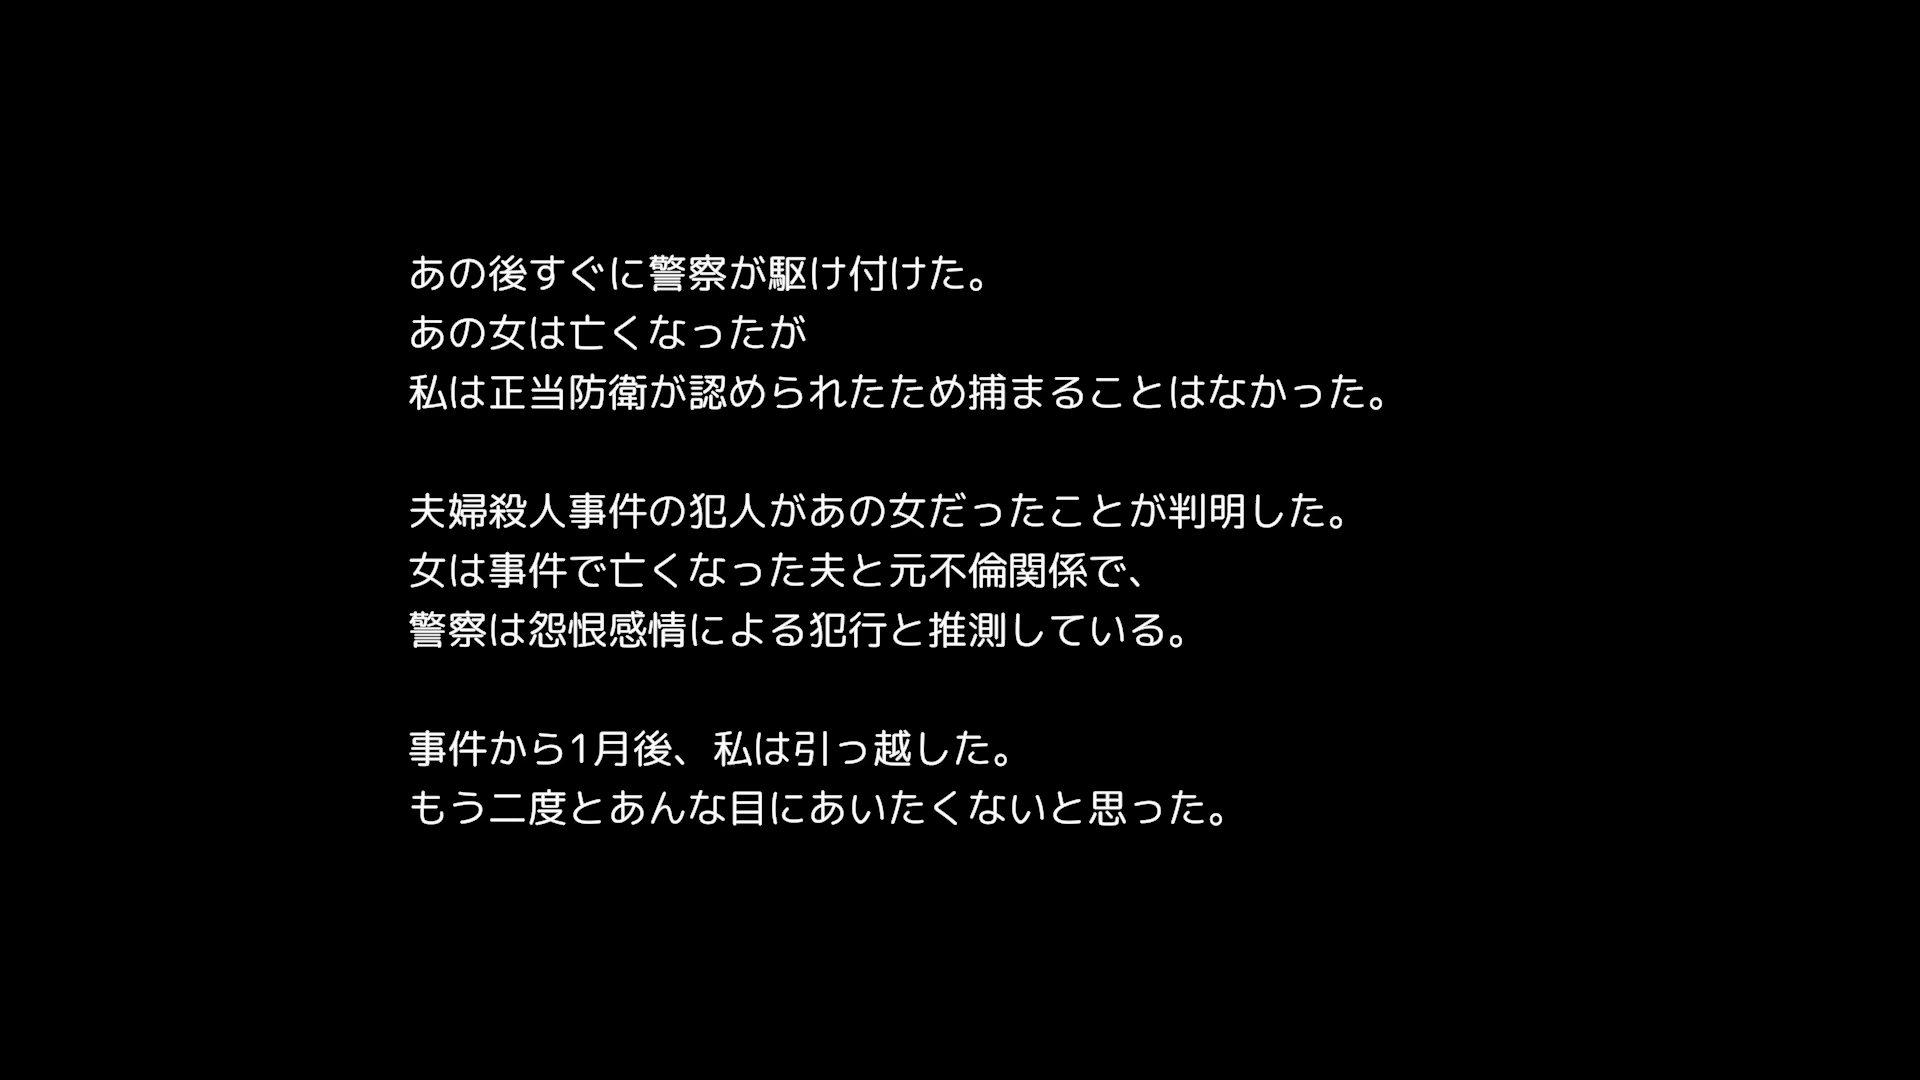 あの後すぐに警察が駆け付けた。
あの女は亡くなったが
私は正当防衛が認められたため捕まることはなかった。
夫婦殺人事件の犯人があの女だったことが判明した。
女は事件で亡くなった夫と元不倫関係で、
警察は怨恨感情による犯行と推測している。
事件から1月後、私は引っ越した。
もう二度とあんな目にあいたくないと思った。